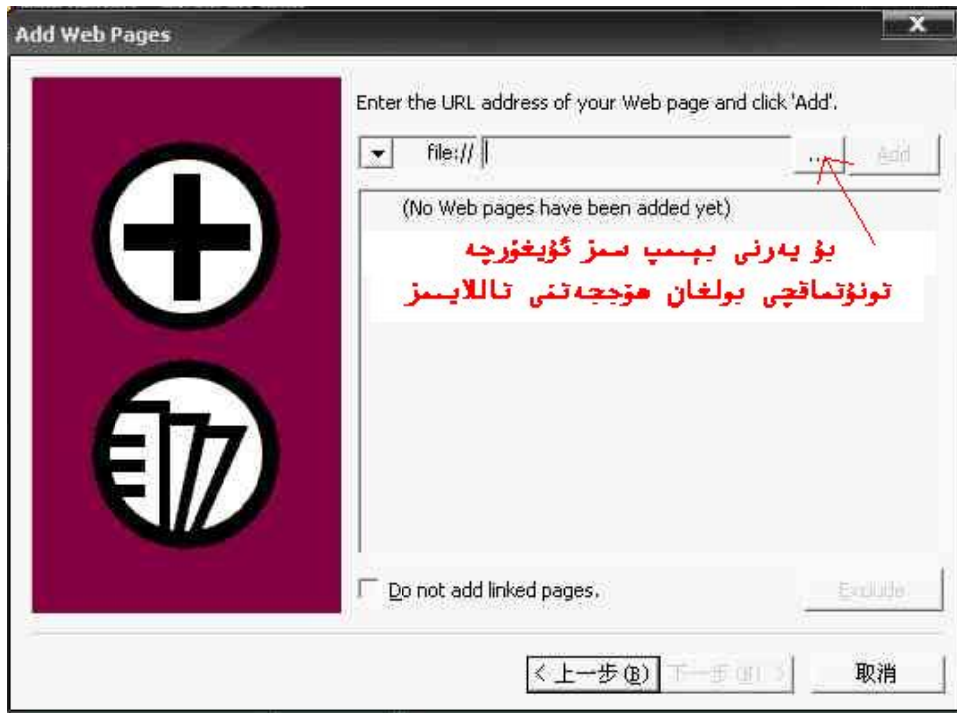 Add Web Pages
Enter the URL address of your Web page and click 'Add'.
file://
... Add
(No Web pages have been added yet)
بۇ يەرنى بېسىپ سىز ئۇيغۇرچە
تونۇتماقچى بولغان ھۆججەتنى تاللايسىز
Do not add linked pages.
Exclude
< 上一步(B) 下一步(N) > 取消